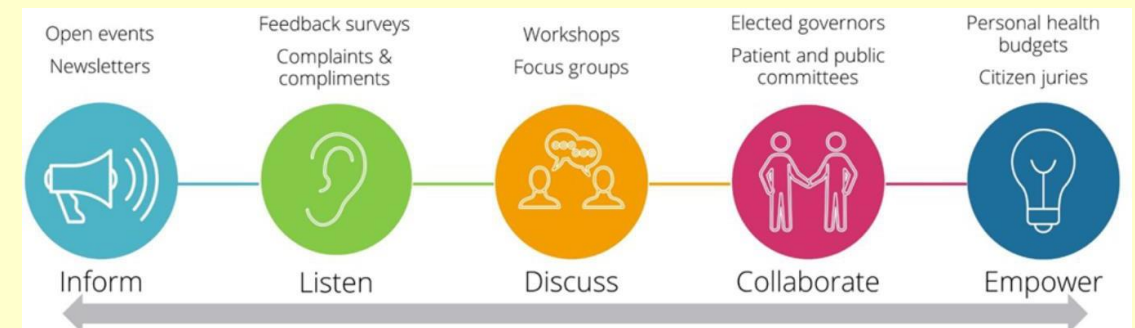 Open events
Newsletters
Feedback surveys
Complaints &
compliments
Workshops
Focus groups
Elected governors
Patient and public
committees
Personal health
budgets
Citizen juries
Inform
Listen
Discuss
Collaborate
Empower